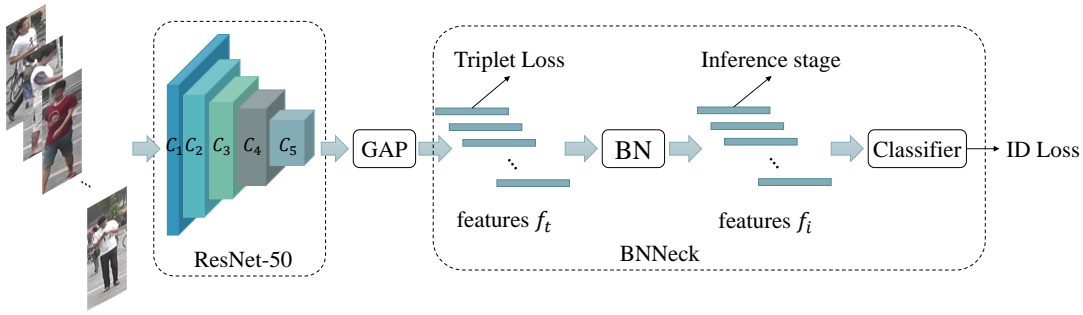 Triplet Loss
Inference stage
C₁ C₂ C₃ C₄ C₅
GAP
BN
Classifier
ID Loss
...
...
...
features fₜ
features fᵢ
ResNet-50
BNNeck